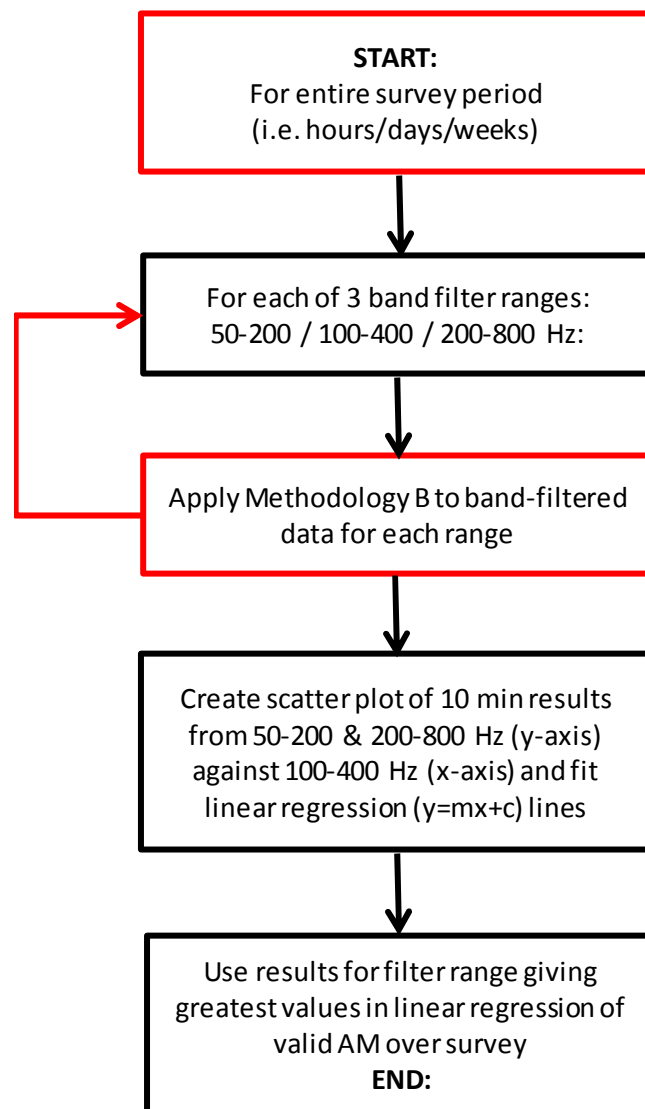 START:
For entire survey period
(i.e. hours/days/weeks)
For each of 3 band filter ranges:
50-200 / 100-400 / 200-800 Hz:
Apply Methodology B to band-filtered
data for each range
Create scatter plot of 10 min results
from 50-200 & 200-800 Hz (y-axis)
against 100-400 Hz (x-axis) and fit
linear regression (y=mx+c) lines
Use results for filter range giving
greatest values in linear regression of
valid AM over survey
END: